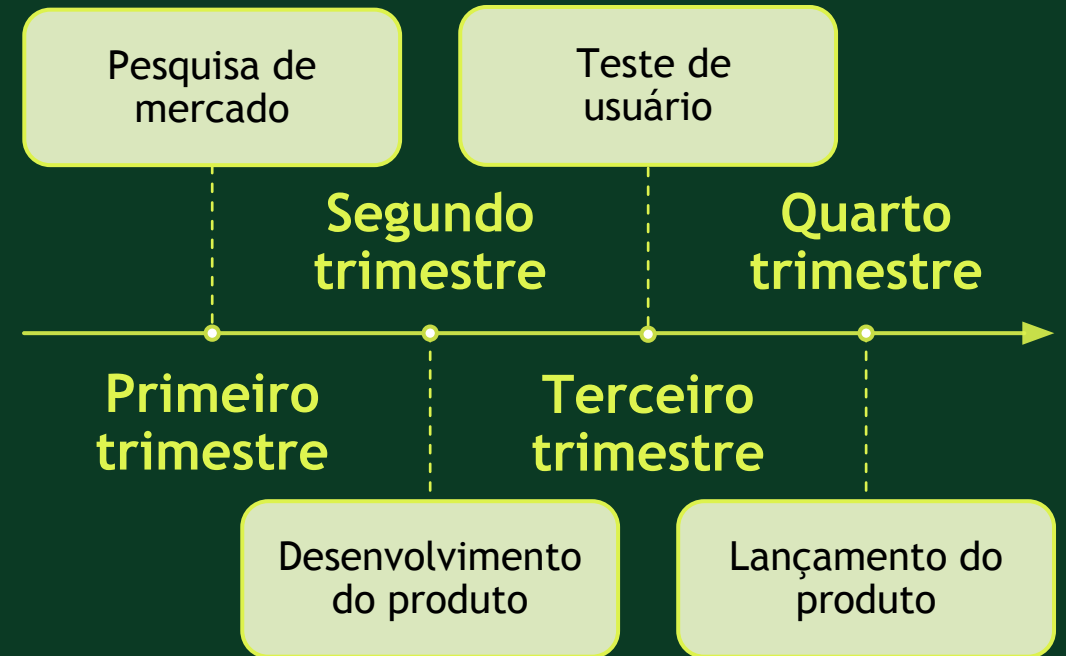 Pesquisa de
mercado
Teste de
usuário
Segundo
trimestre
Quarto
trimestre
Primeiro
trimestre
Terceiro
trimestre
Desenvolvimento
do produto
Lançamento do
produto